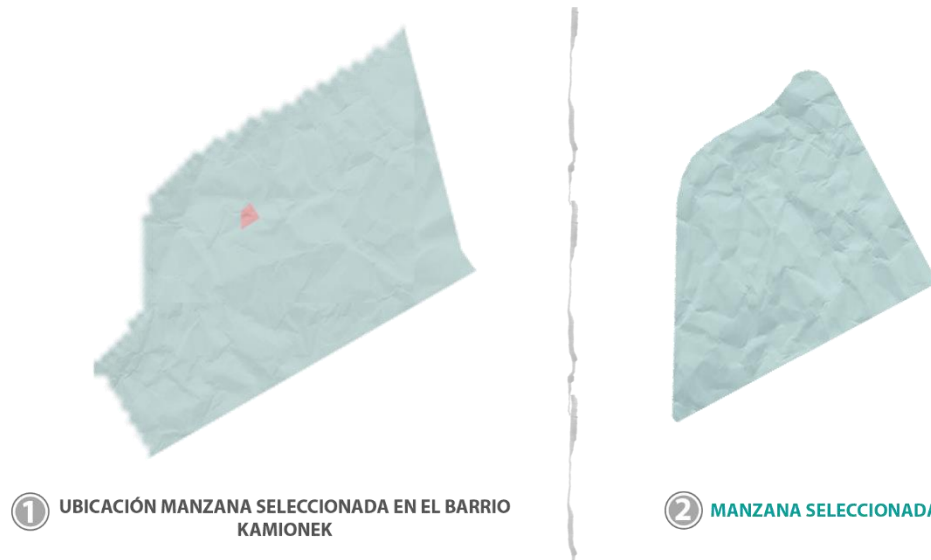 1 UBICACIÓN MANZANA SELECCIONADA EN EL BARRIO
KAMIONEK
2 MANZANA SELECCIONADA